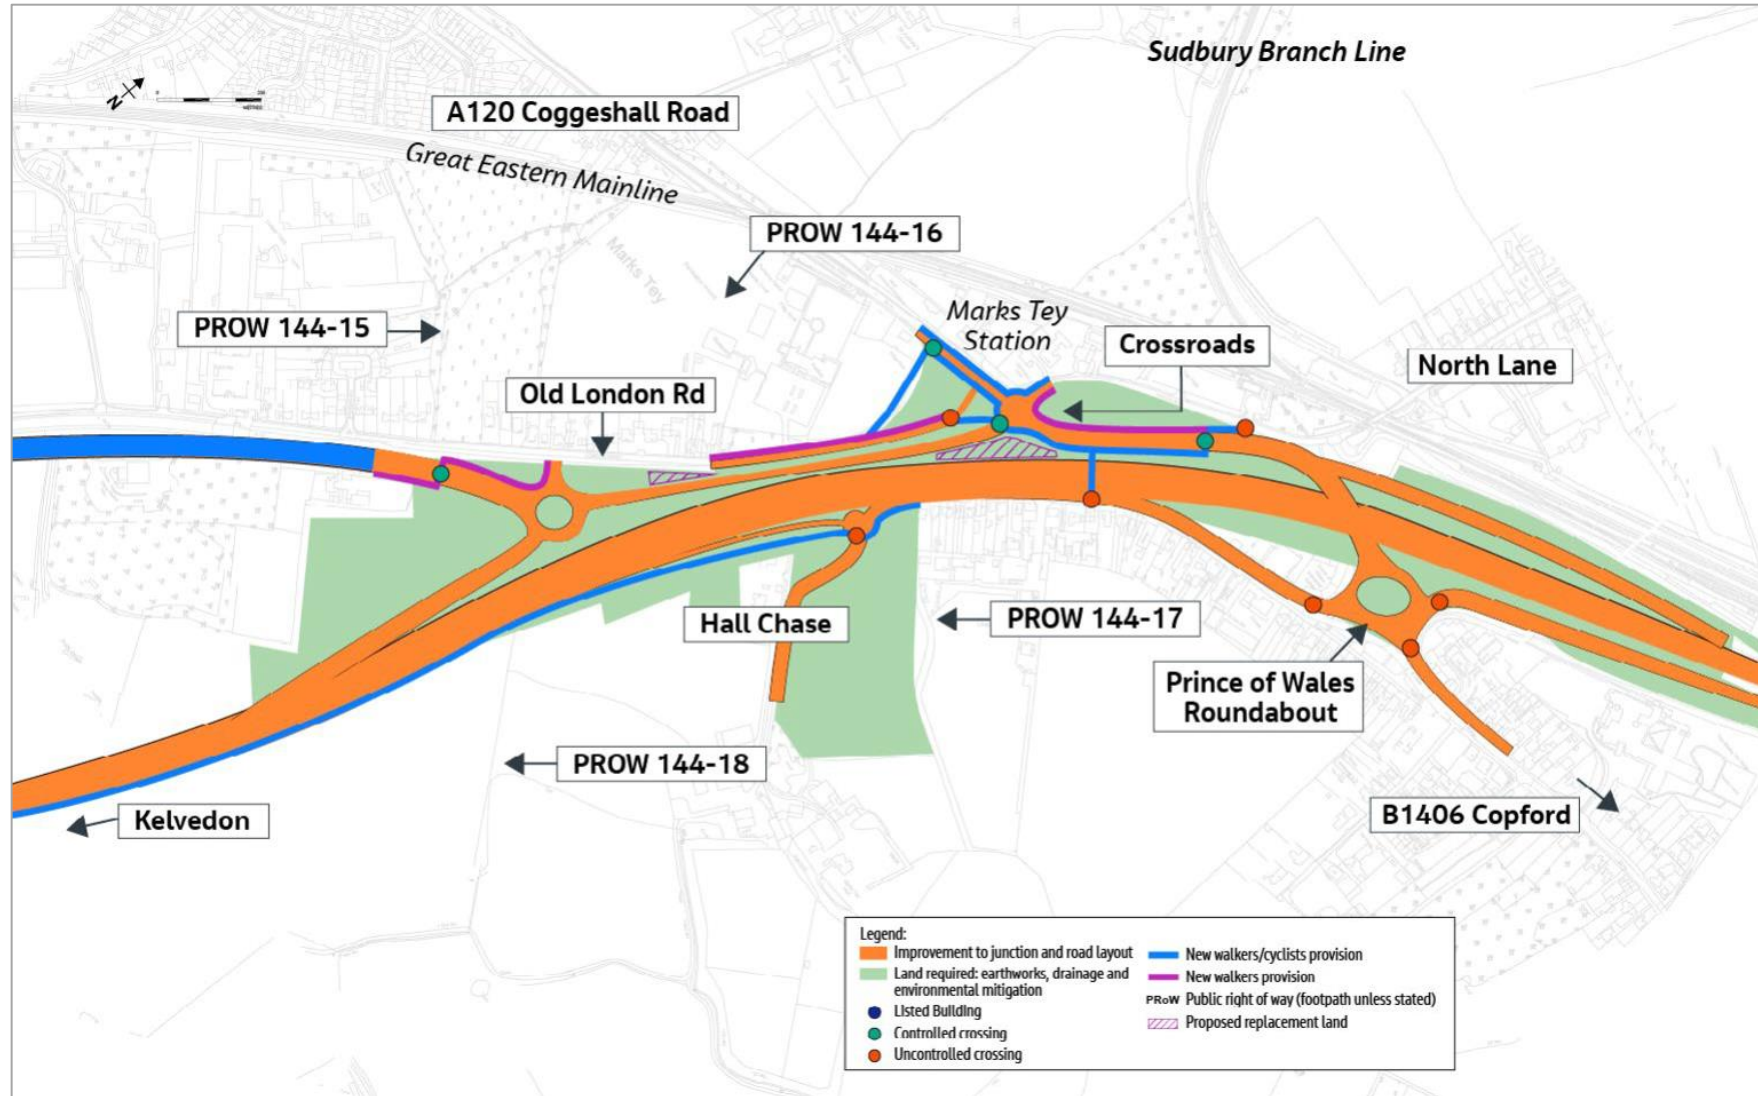 Sudbury Branch Line
N
A120 Coggeshall Road
Great Eastern Mainline
PROW 144-16
Marks Tey
PROW 144-15
Marks Tey
Station
Crossroads
North Lane
Old London Rd
Hall Chase
PROW 144-17
Prince of Wales
Roundabout
PROW 144-18
Kelvedon
B1406 Copford
Legend:
Improvement to junction and road layout
Land required: earthworks, drainage and
environmental mitigation
Listed Building
Controlled crossing
Uncontrolled crossing
New walkers/cyclists provision
New walkers provision
PRoW Public right of way (footpath unless stated)
Proposed replacement land